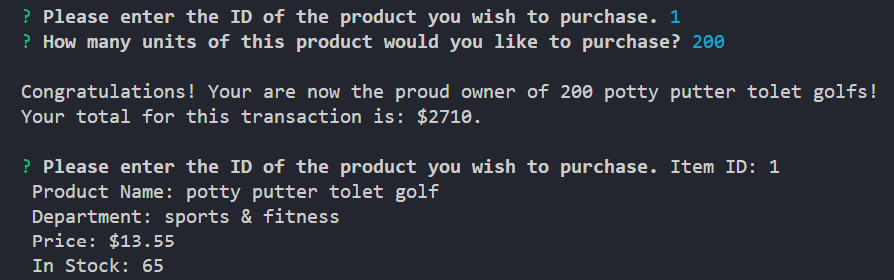 ? Please enter the ID of the product you wish to purchase. 1
? How many units of this product would you like to purchase? 200
Congratulations! Your are now the proud owner of 200 potty putter tolet golfs!
Your total for this transaction is: $2710.
? Please enter the ID of the product you wish to purchase. Item ID: 1
Product Name: potty putter tolet golf
Department: sports & fitness
Price: $13.55
In Stock: 65